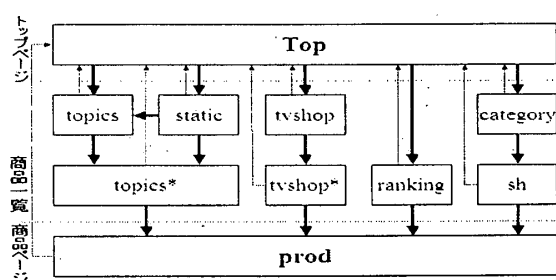 トップページ
Top
topics
static
tvshop
category
商品一覧
topics*
tvshop*
ranking
sh
商品ページ
prod